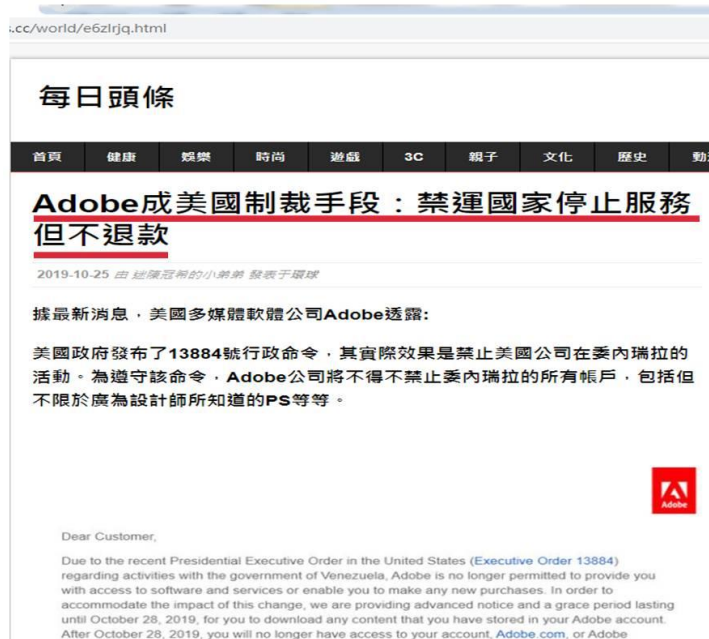 .cc/world/e6zlrjq.html
每日頭條
首頁 健康 娛樂 時尚 遊戲 3C 親子 文化 歷史
Adobe成美國制裁手段：禁運國家停止服務
但不退款
2019-10-25 由 迷陳冠希的小弟弟 發表于環球
據最新消息，美國多媒體軟體公司Adobe透露:
美國政府發布了13884號行政命令，其實際效果是禁止美國公司在委內瑞拉的
活動。為遵守該命令，Adobe公司將不得不禁止委內瑞拉的所有帳戶，包括但
不限於廣為設計師所知道的PS等等。
Adobe
Dear Customer,
Due to the recent Presidential Executive Order in the United States (Executive Order 13884)
regarding activities with the government of Venezuela, Adobe is no longer permitted to provide you
with access to software and services or enable you to make any new purchases. In order to
accommodate the impact of this change, we are providing advanced notice and a grace period lasting
until October 28, 2019, for you to download any content that you have stored in your Adobe account.
After October 28, 2019, you will no longer have access to your account, Adobe.com, or Adobe